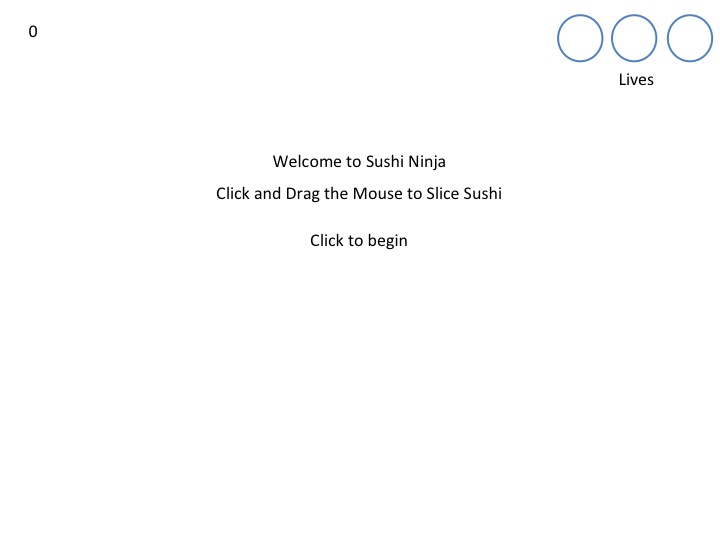 0
Lives
Welcome to Sushi Ninja
Click and Drag the Mouse to Slice Sushi
Click to begin